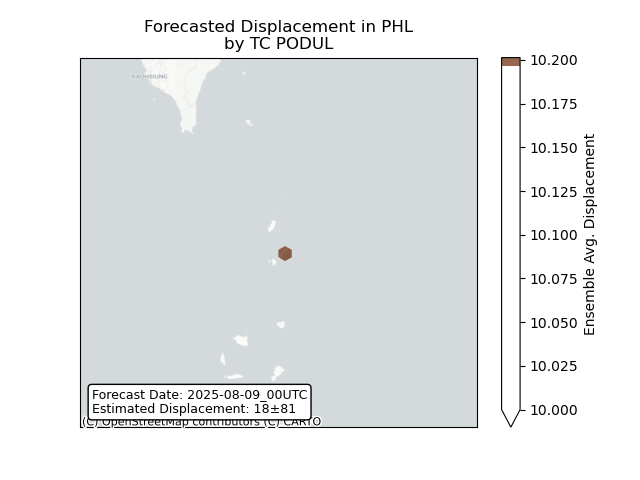 Forecasted Displacement in PHL
by TC PODUL
KAOHSIUNG
10.200
10.175
10.150
10.125
10.100
10.075
10.050
10.025
10.000
Ensemble Avg. Displacement
Forecast Date: 2025-08-09_00UTC
Estimated Displacement: 18±81
(C) OpenStreetMap contributors (C) CARTO